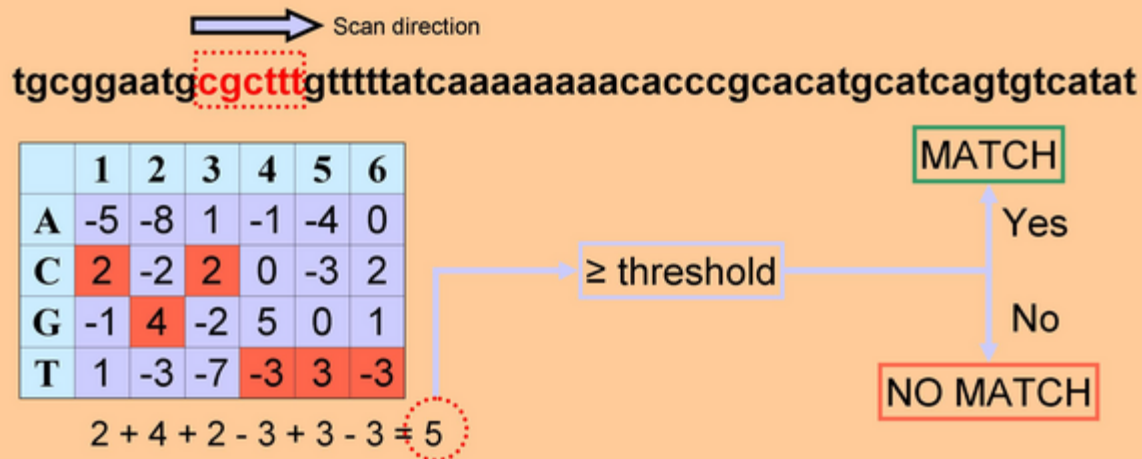 Scan direction
tgcggaatgcgctttgtttttatcaaaaaaaacacccgcacatgcatcagtgtcatat
1 2 3 4 5 6
A -5 -8 1 -1 -4 0
C 2 -2 2 0 -3 2
G -1 4 -2 5 0 1
T 1 -3 -7 -3 3 -3
2 + 4 + 2 - 3 + 3 - 3 = 5
≥ threshold
MATCH
Yes
No
NO MATCH